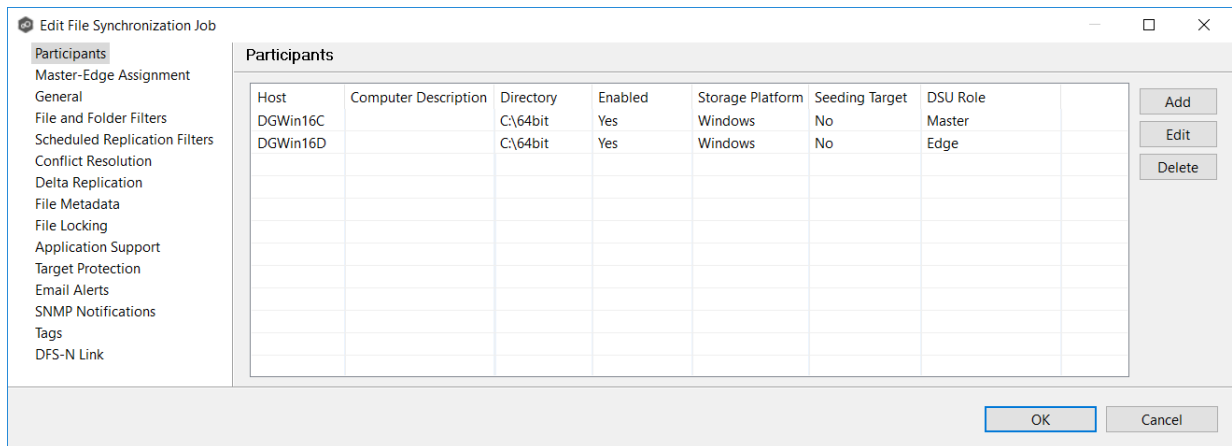 Edit File Synchronization Job
Participants
Master-Edge Assignment
General
File and Folder Filters
Scheduled Replication Filters
Conflict Resolution
Delta Replication
File Metadata
File Locking
Application Support
Target Protection
Email Alerts
SNMP Notifications
Tags
DFS-N Link
Participants
Host Computer Description Directory Enabled Storage Platform Seeding Target DSU Role
DGWin16C C:\64bit Yes Windows No Master
DGWin16D C:\64bit Yes Windows No Edge
Add
Edit
Delete
OK Cancel